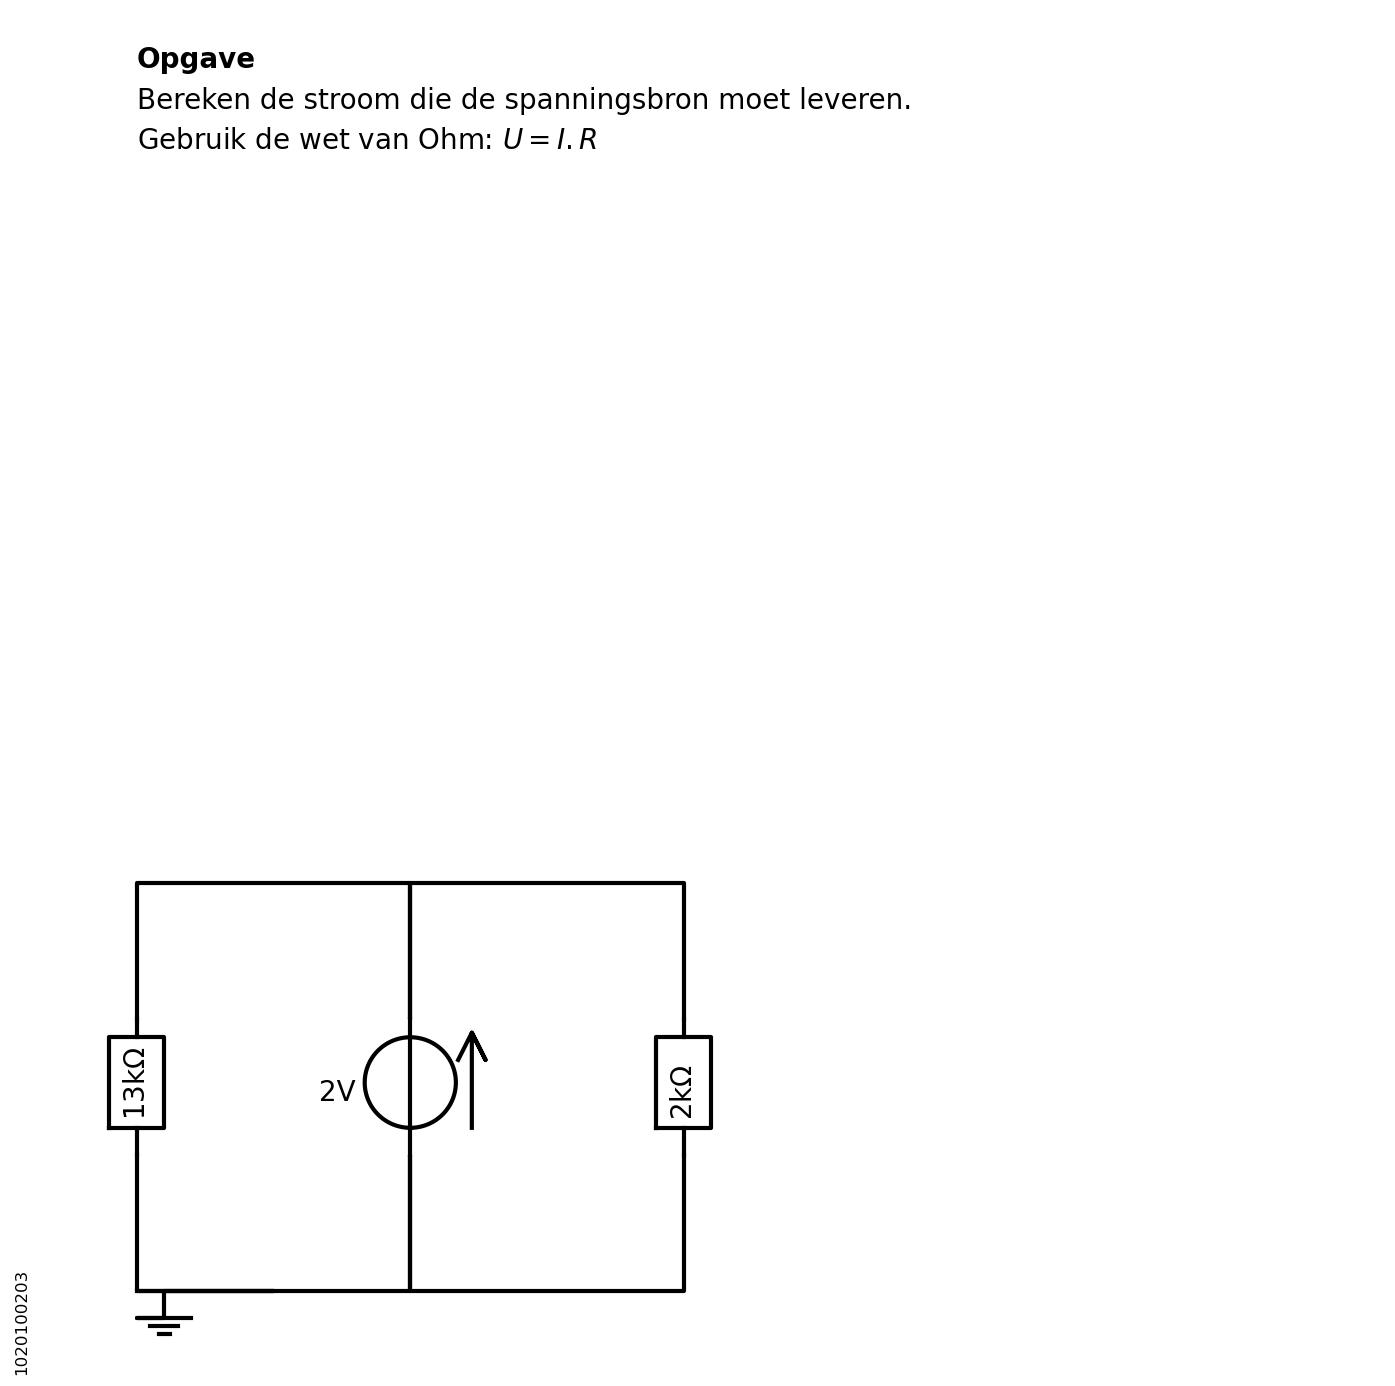 Opgave
Bereken de stroom die de spanningsbron moet leveren.
Gebruik de wet van Ohm: U = I.R
13kΩ
2V
2kΩ
1020100203